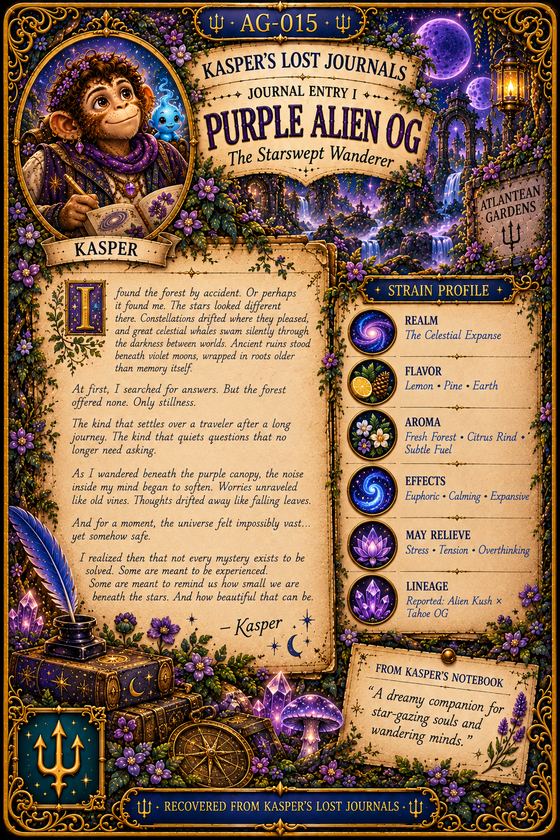 AG-015
KASPER'S LOST JOURNALS
JOURNAL ENTRY I
PURPLE ALIEN OG
The Starswept Wanderer
ATLANTEAN
GARDENS
KASPER
I found the forest by accident. Or perhaps
it found me. The stars looked different
there. Constellations drifted where they pleased,
and great celestial whales swam silently through
the darkness between worlds. Ancient ruins stood
beneath violet moons, wrapped in roots older
than memory itself.
At first, I searched for answers. But the forest
offered none. Only stillness.
The kind that settles over a traveler after a long
journey. The kind that quiets questions that no
longer need asking.
As I wandered beneath the purple canopy, the noise
inside my mind began to soften. Worries unraveled
like old vines. Thoughts drifted away like falling leaves.
And for a moment, the universe felt impossibly vast...
yet somehow safe.
I realized then that not every mystery exists to be
solved. Some are meant to be experienced.
Some are meant to remind us how small we are
beneath the stars. And how beautiful that can be.
– Kasper
STRAIN PROFILE
REALM
The Celestial Expanse
FLAVOR
Lemon • Pine • Earth
AROMA
Fresh Forest • Citrus Rind •
Subtle Fuel
EFFECTS
Euphoric • Calming • Expansive
MAY RELIEVE
Stress • Tension • Overthinking
LINEAGE
Reported: Alien Kush ×
Tahoe OG
FROM KASPER'S NOTEBOOK
"A dreamy companion for
star-gazing souls and
wandering minds."
RECOVERED FROM KASPER'S LOST JOURNALS